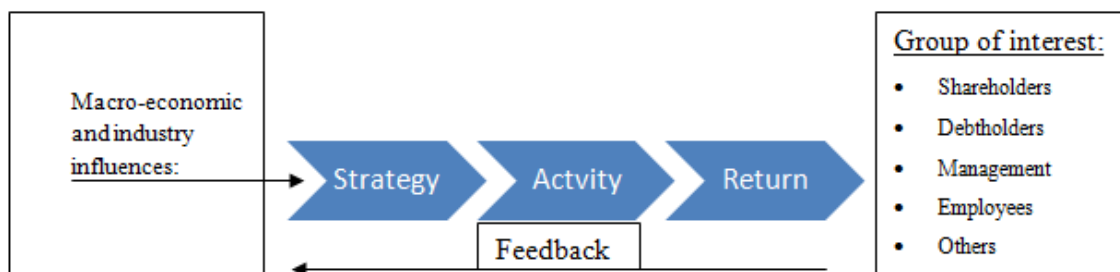 Macro-economic
and industry
influences:
Strategy
Actvity
Return
Feedback
Group of interest:
• Shareholders
• Debtholders
• Management
• Employees
• Others